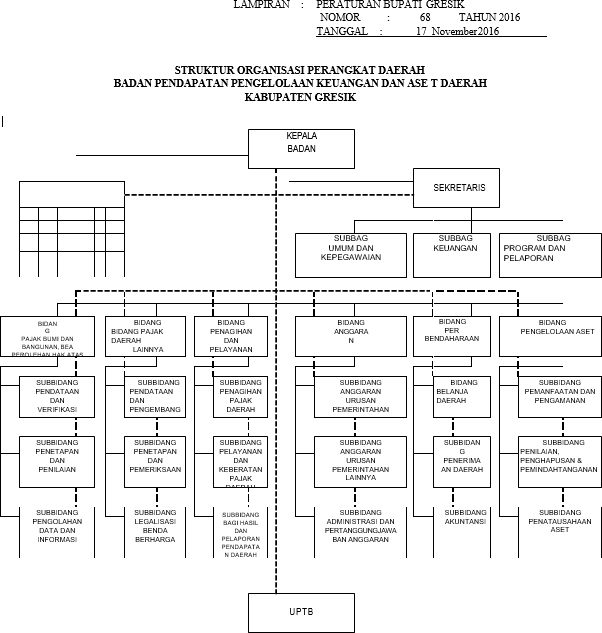 LAMPIRAN : PERATURAN BUPATI GRESIK
NOMOR : 68 TAHUN 2016
TANGGAL : 17 November2016
STRUKTUR ORGANISASI PERANGKAT DAERAH
BADAN PENDAPATAN PENGELOLAAN KEUANGAN DAN ASE T DAERAH
KABUPATEN GRESIK
KEPALA
BADAN
SEKRETARIS
SUBBAG
UMUM DAN
KEPEGAWAIAN
SUBBAG
KEUANGAN
SUBBAG
PROGRAM DAN
PELAPORAN
BIDAN
G
PAJAK BUMI DAN
BANGUNAN, BEA
PEROLEHAN HAK ATAS
BIDANG
BIDANG PAJAK
DAERAH
LAINNYA
BIDANG
PENAGIHAN
DAN
PELAYANAN
BIDANG
ANGGARA
N
BIDANG
PER
BENDAHARAAN
BIDANG
PENGELOLAAN ASET
SUBBIDANG
PENDATAAN
DAN
VERIFIKASI
SUBBIDANG
PENDATAAN
DAN
PENGEMBANG
SUBBIDANG
PENAGIHAN
PAJAK
DAERAH
SUBBIDANG
ANGGARAN
URUSAN
PEMERINTAHAN
BIDANG
BELANJA
DAERAH
SUBBIDANG
PEMANFAATAN DAN
PENGAMANAN
SUBBIDANG
PENETAPAN
DAN
PENILAIAN
SUBBIDANG
PENETAPAN
DAN
PEMERIKSAAN
SUBBIDANG
PELAYANAN
DAN
KEBERATAN
PAJAK
DAERAH
SUBBIDANG
ANGGARAN
URUSAN
PEMERINTAHAN
LAINNYA
SUBBIDAN
G
PENERIMA
AN DAERAH
SUBBIDANG
PENILAIAN,
PENGHAPUSAN &
PEMINDAHTANGANAN
SUBBIDANG
PENGOLAHAN
DATA DAN
INFORMASI
SUBBIDANG
LEGALISASI
BENDA
BERHARGA
SUBBIDANG
BAGI HASIL
DAN
PELAPORAN
PENDAPATA
N DAERAH
SUBBIDANG
ADMINISTRASI DAN
PERTANGGUNGJAWA
BAN ANGGARAN
SUBBIDANG
AKUNTANSI
SUBBIDANG
PENATAUSAHAAN
ASET
UPTB